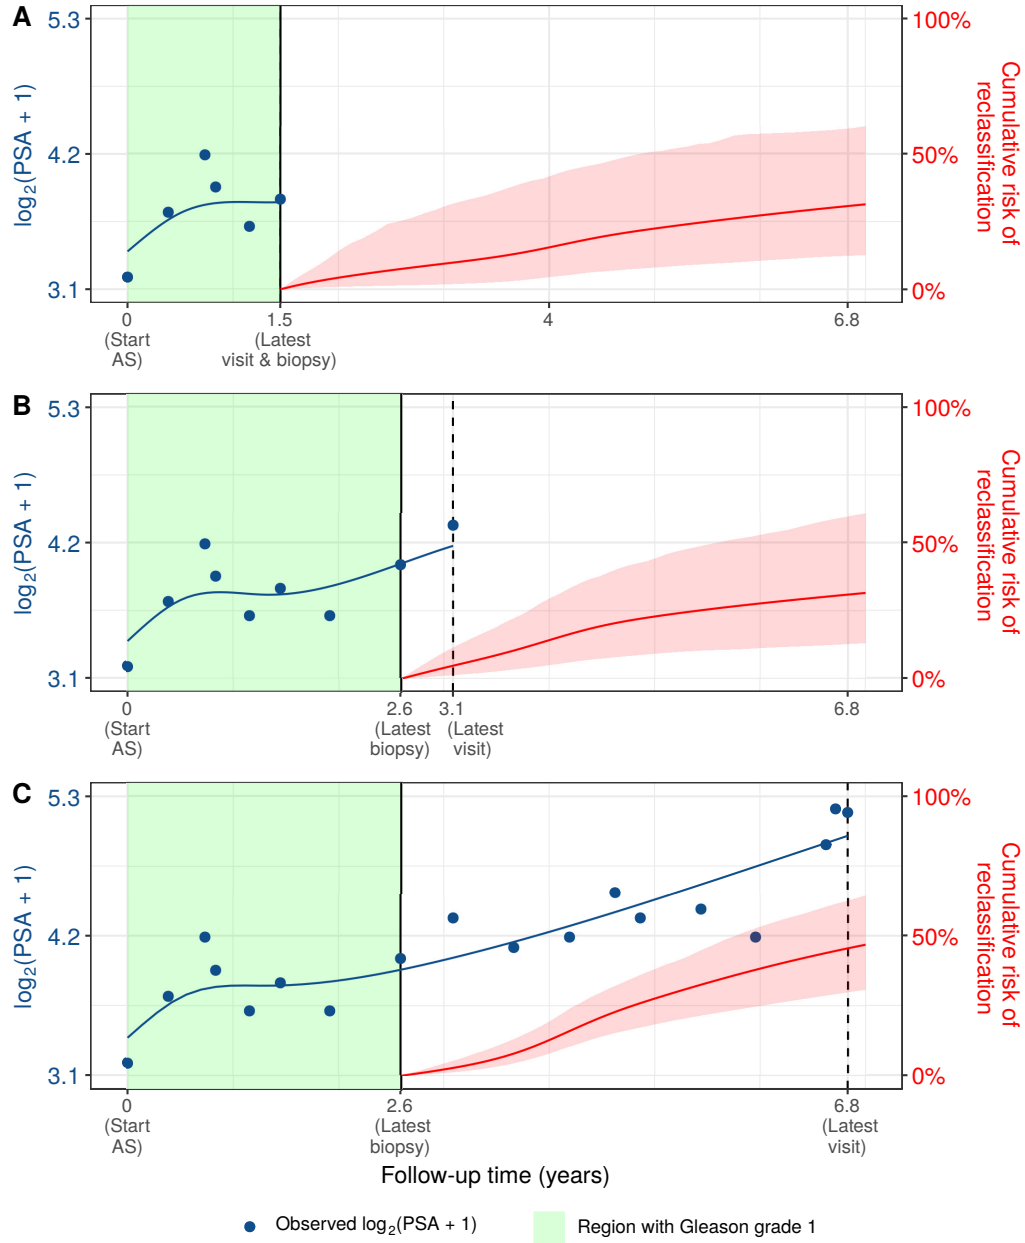 A
5.3
4.2
3.1
log2(PSA + 1)
100%
50%
0%
Cumulative risk of
reclassification
0
(Start
AS)
1.5
(Latest
visit & biopsy)
4
6.8
B
5.3
4.2
3.1
log2(PSA + 1)
100%
50%
0%
Cumulative risk of
reclassification
0
(Start
AS)
2.6
(Latest
biopsy)
3.1
(Latest
visit)
6.8
C
5.3
4.2
3.1
log2(PSA + 1)
100%
50%
0%
Cumulative risk of
reclassification
0
(Start
AS)
2.6
(Latest
biopsy)
6.8
(Latest
visit)
Follow-up time (years)
Observed log2(PSA + 1)
Region with Gleason grade 1